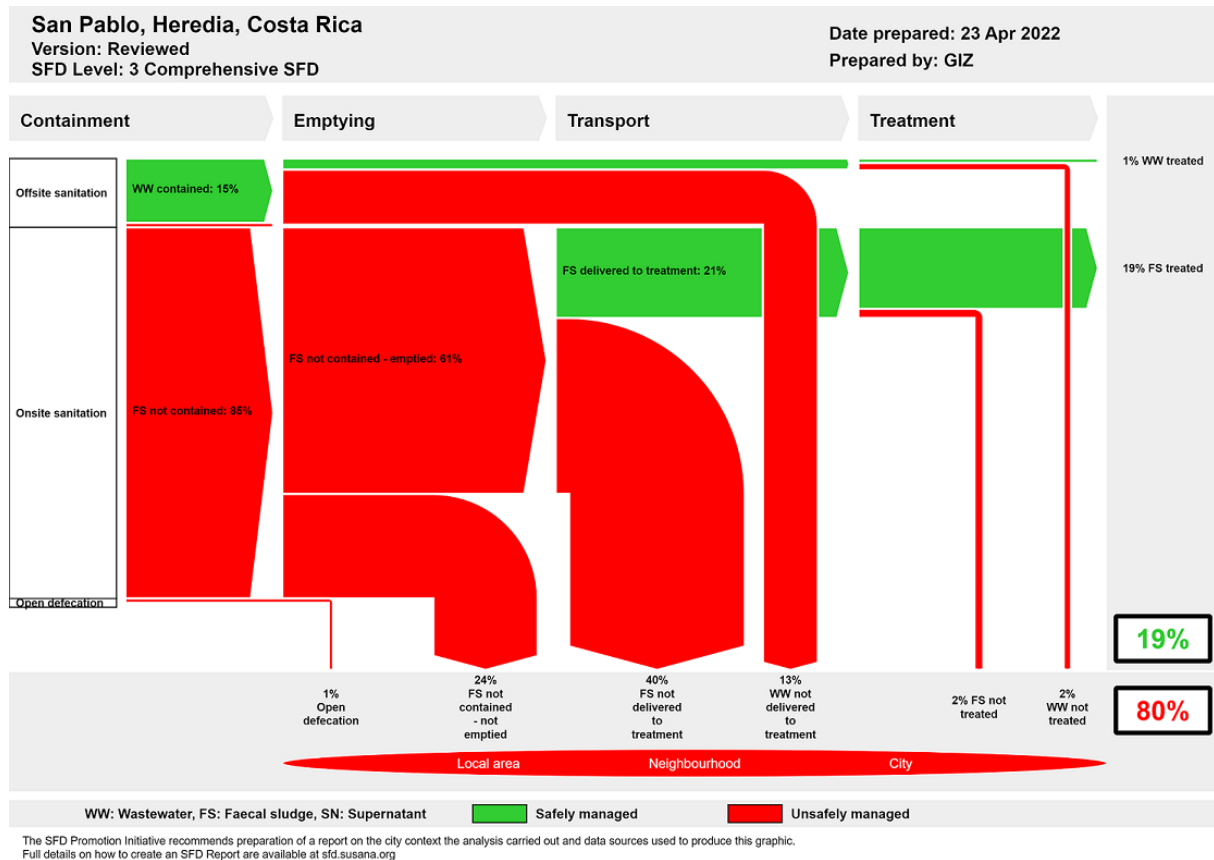 San Pablo, Heredia, Costa Rica
Version: Reviewed
SFD Level: 3 Comprehensive SFD
Date prepared: 23 Apr 2022
Prepared by: GIZ
Containment
Emptying
Transport
Treatment
Offsite sanitation
WW contained: 15%
1% WW treated
FS delivered to treatment: 21%
19% FS treated
FS not contained - emptied: 61%
Onsite sanitation
FS not contained: 85%
Open defecation
19%
80%
1%
Open
defecation
24%
FS not
contained
- not
emptied
40%
FS not
delivered
to
treatment
13%
WW not
delivered
to
treatment
2% FS not
treated
2%
WW not
treated
Local area
Neighbourhood
City
WW: Wastewater, FS: Faecal sludge, SN: Supernatant
Safely managed
Unsafely managed
The SFD Promotion Initiative recommends preparation of a report on the city context the analysis carried out and data sources used to produce this graphic.
Full details on how to create an SFD Report are available at sfd.susana.org